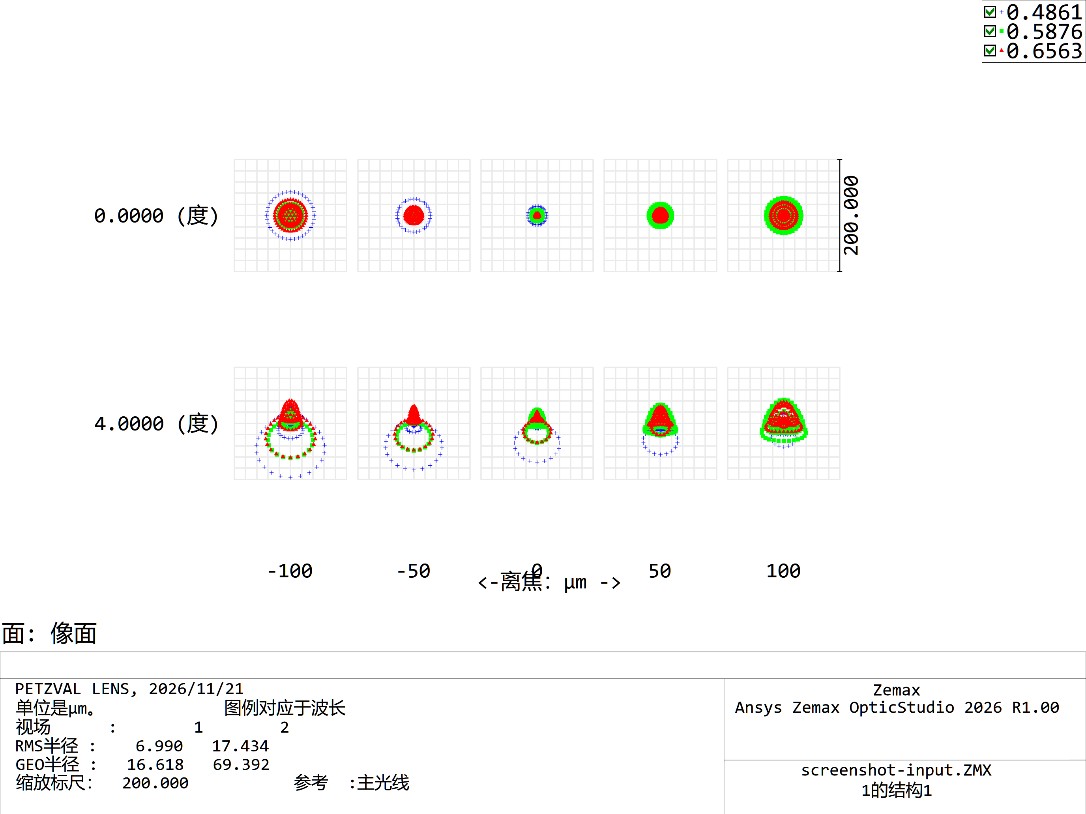 0.4861
0.5876
0.6563
0.0000 (度)
200.000
4.0000 (度)
-100 -50 0 50 100
<-离焦: μm ->
面: 像面
PETZVAL LENS, 2026/11/21
单位是μm。 图例对应于波长
视场 : 1 2
RMS半径 : 6.990 17.434
GEO半径 : 16.618 69.392
缩放标尺: 200.000 参考 :主光线
Zemax
Ansys Zemax OpticStudio 2026 R1.00
screenshot-input.ZMX
1的结构1